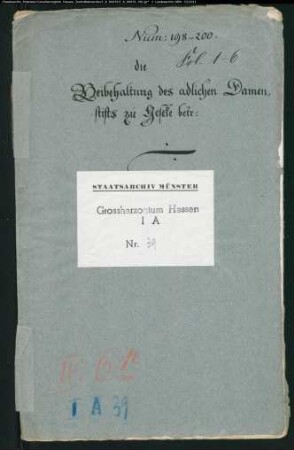 Num: 198-200.
Fol. 1-6
die
Beibehaltung des adlichen Damen,
stifts zu Geseke betr:
STAATSARCHIV MÜNSTER
Grossherzogtum Hessen
I A
Nr. 39
I A 39